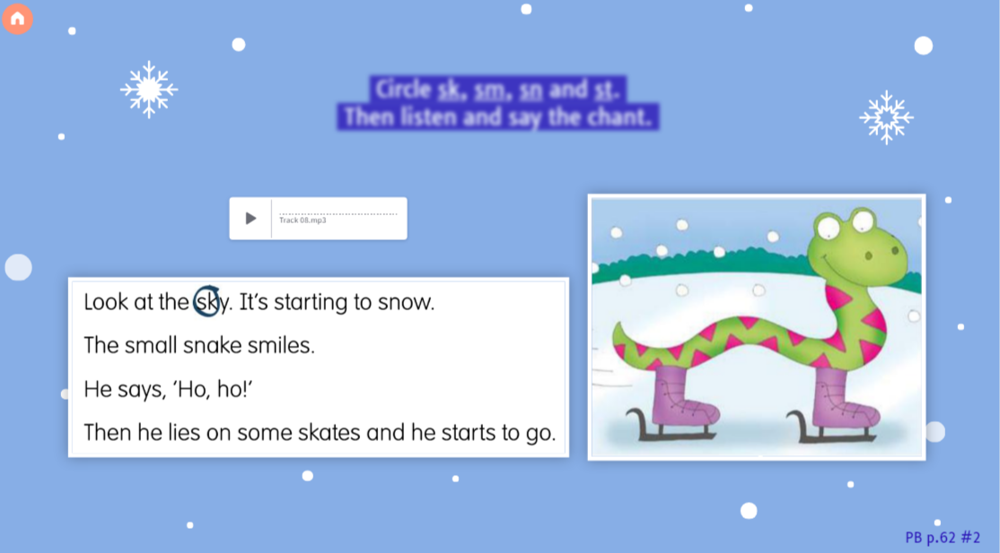 Circle sk, sm, sn and st.
Then listen and say the chant.
Track 08.mp3
Look at the sky. It's starting to snow.
The small snake smiles.
He says, ‘Ho, ho!’
Then he lies on some skates and he starts to go.
PB p.62 #2